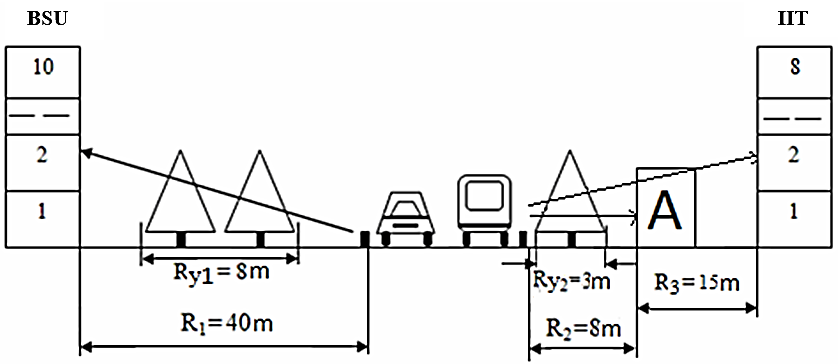 BSU
IIT
10
8
2
2
1
A
1
Ry1=8m
Ry2=3m
R3=15m
R1=40m
R2=8m